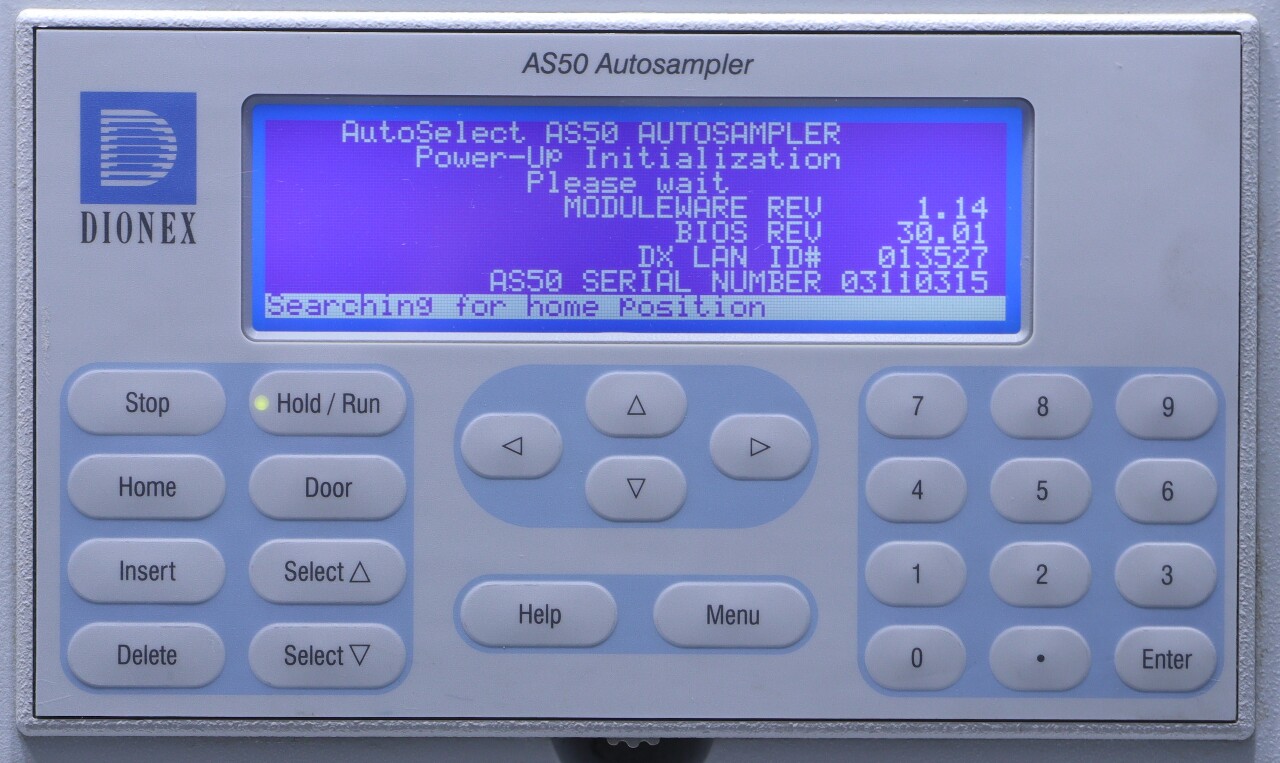 AS50 Autosampler
DIONEX
AutoSelect AS50 AUTOSAMPLER
Power-Up Initialization
Please wait
MODULEWARE REV 1.14
BIOS REV 30.01
DX LAN ID# 013527
AS50 SERIAL NUMBER 03110315
Searching for home position
Stop
Hold / Run
Home
Door
Insert
Select △
Delete
Select ▽
◁
△
▽
▷
Help
Menu
7 8 9
4 5 6
1 2 3
0 • Enter